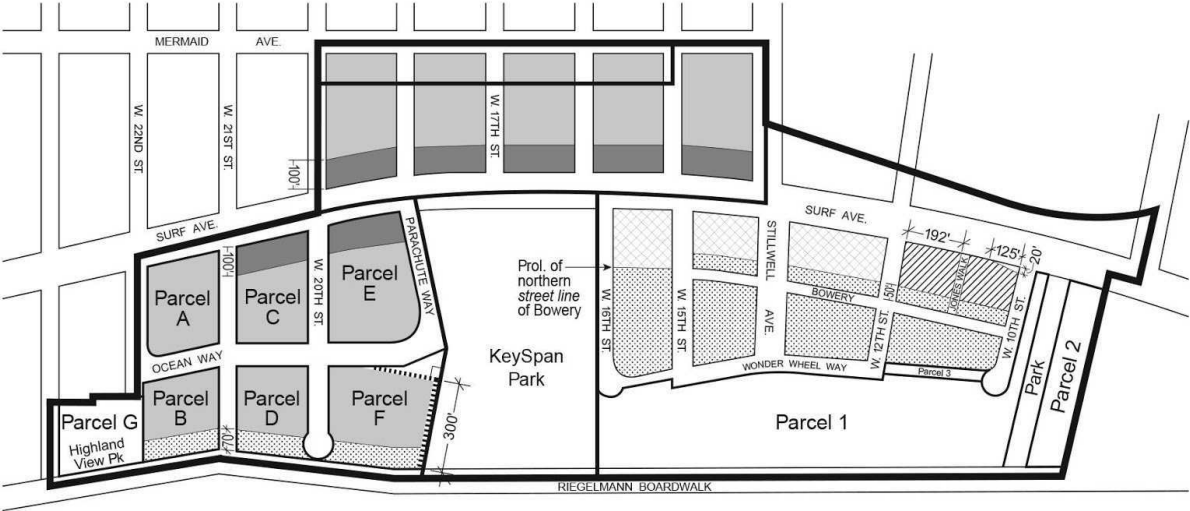 MERMAID AVE.
W. 22ND ST.
W. 21ST ST.
W. 17TH ST.
100'
SURF AVE.
SURF AVE.
192'
125'
20'
100'
Parcel
A
Parcel
C
W. 20TH ST.
Parcel
E
PARACHUTE WAY
Prol. of
northern
street line
of Bowery
W. 16TH ST.
W. 15TH ST.
STILLWELL
AVE.
BOWERY
50'
W. 12TH ST.
JONES WALK
W. 10TH ST.
OCEAN WAY
KeySpan
Park
WONDER WHEEL WAY
Parcel 3
Park
Parcel 2
Parcel G
Highland
View Pk
Parcel
B
70'
Parcel
D
Parcel
F
300'
Parcel 1
RIEGELMANN BOARDWALK